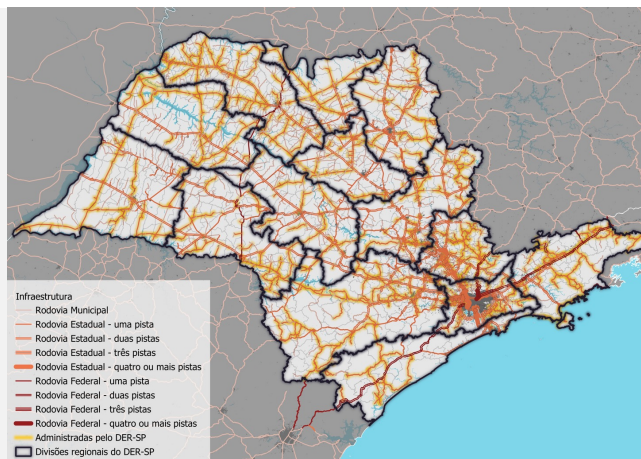 Infraestrutura
Rodovia Municipal
Rodovia Estadual - uma pista
Rodovia Estadual - duas pistas
Rodovia Estadual - três pistas
Rodovia Estadual - quatro ou mais pistas
Rodovia Federal - uma pista
Rodovia Federal - duas pistas
Rodovia Federal - três pistas
Rodovia Federal - quatro ou mais pistas
Administradas pelo DER-SP
Divisões regionais do DER-SP